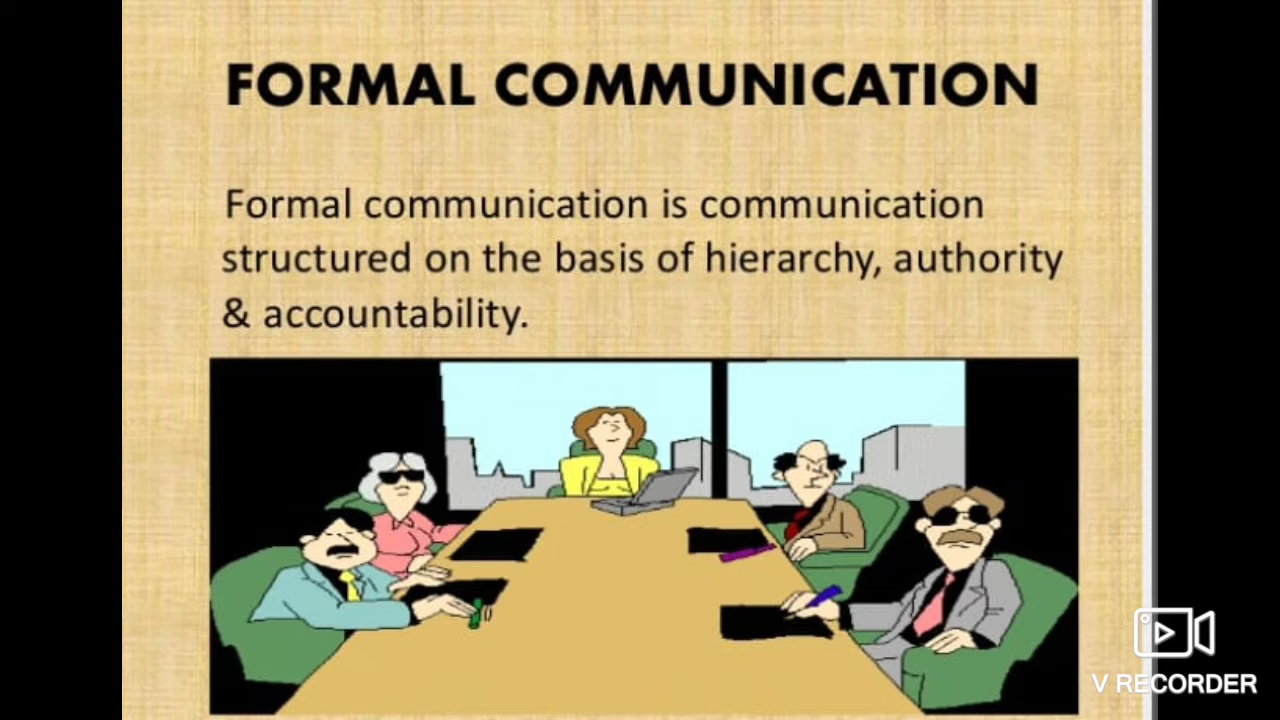 FORMAL COMMUNICATION
Formal communication is communication
structured on the basis of hierarchy, authority
& accountability.
V RECORDER